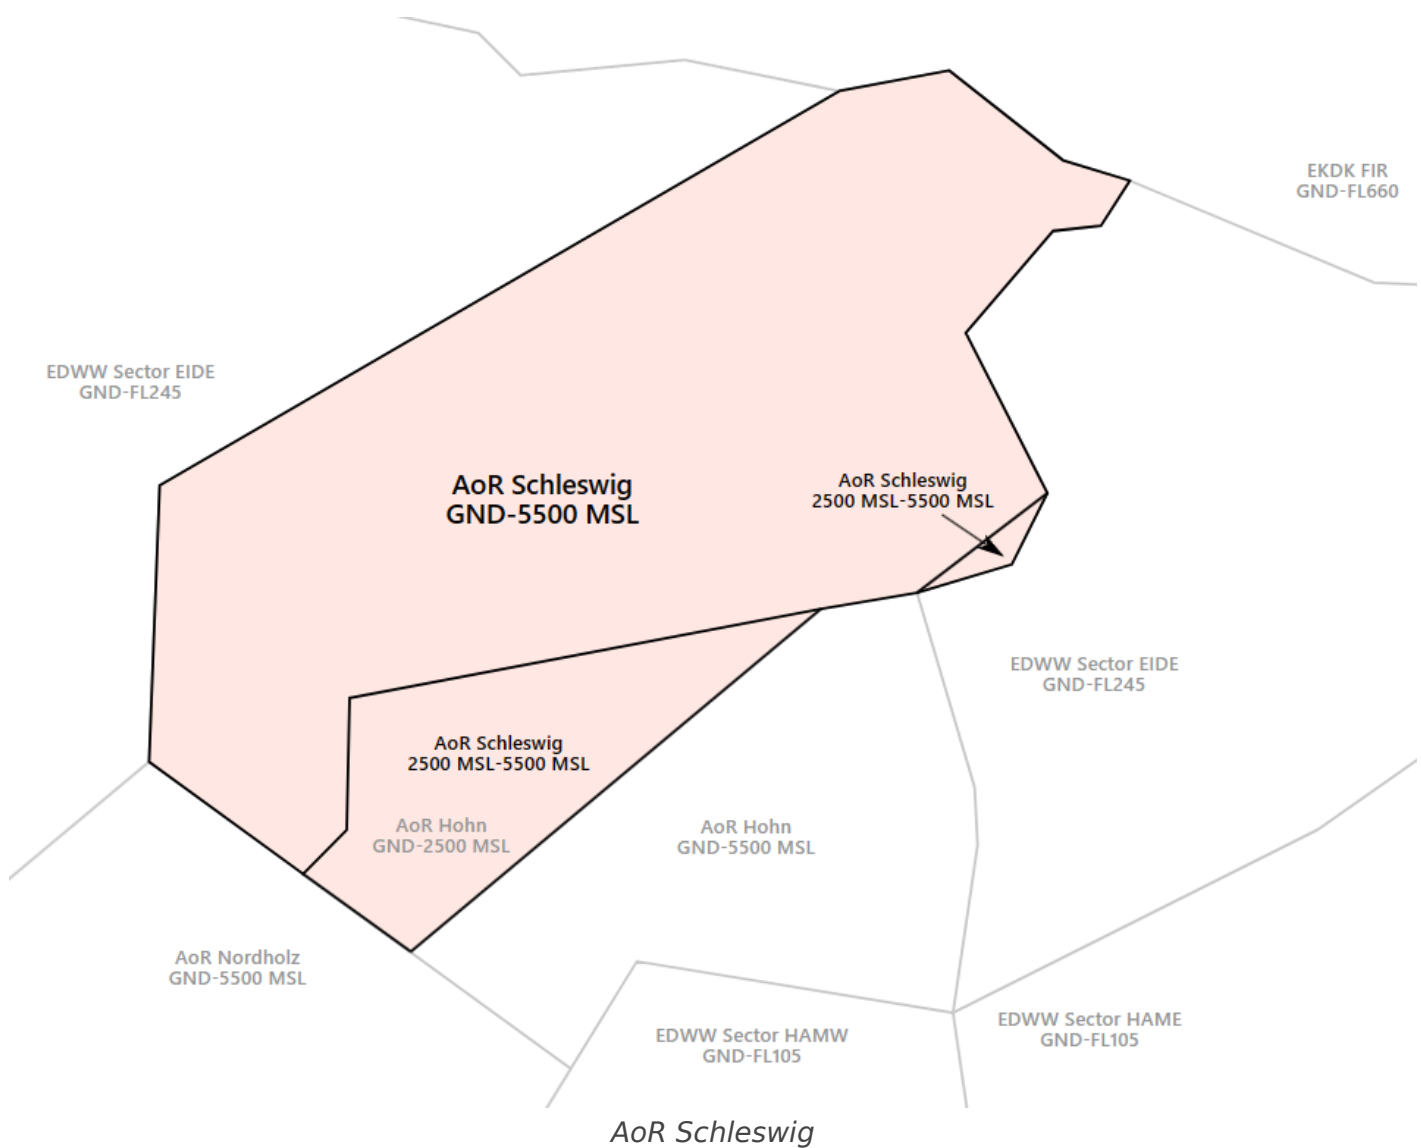 EKDK FIR
GND-FL660
EDWW Sector EIDE
GND-FL245
AoR Schleswig
GND-5500 MSL
AoR Schleswig
2500 MSL-5500 MSL
EDWW Sector EIDE
GND-FL245
AoR Schleswig
2500 MSL-5500 MSL
AoR Hohn
GND-2500 MSL
AoR Hohn
GND-5500 MSL
AoR Nordholz
GND-5500 MSL
EDWW Sector HAMW
GND-FL105
EDWW Sector HAME
GND-FL105
AoR Schleswig